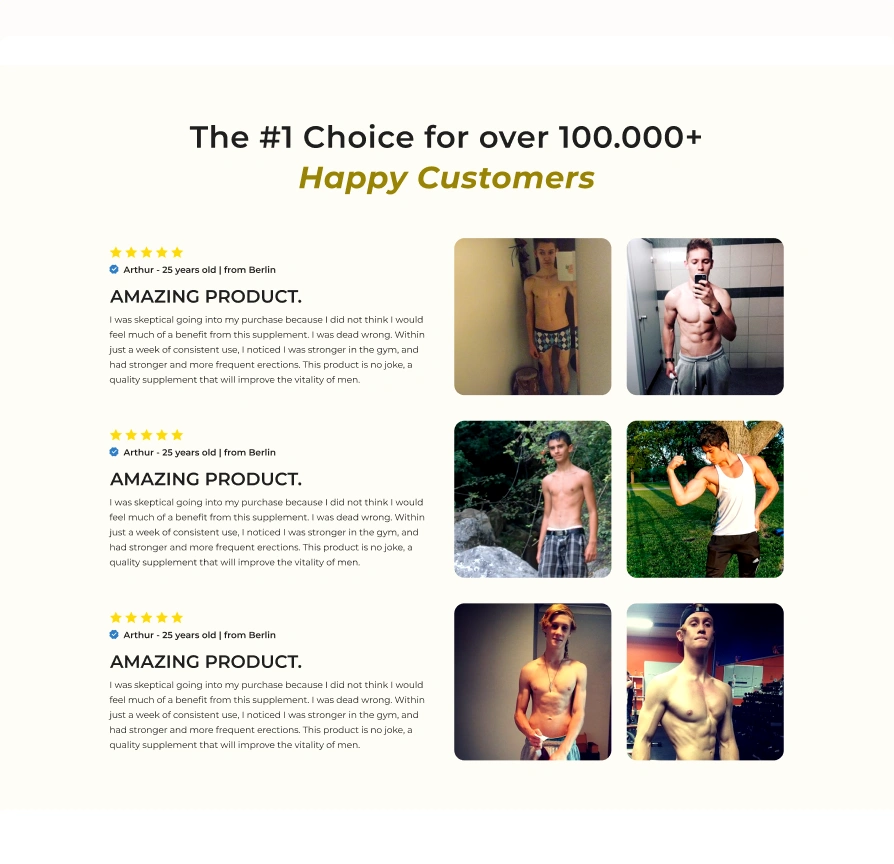 The #1 Choice for over 100.000+
Happy Customers
Arthur - 25 years old | from Berlin
AMAZING PRODUCT.
I was skeptical going into my purchase because I did not think I would
feel much of a benefit from this supplement. I was dead wrong. Within
just a week of consistent use, I noticed I was stronger in the gym, and
had stronger and more frequent erections. This product is no joke, a
quality supplement that will improve the vitality of men.
Arthur - 25 years old | from Berlin
AMAZING PRODUCT.
I was skeptical going into my purchase because I did not think I would
feel much of a benefit from this supplement. I was dead wrong. Within
just a week of consistent use, I noticed I was stronger in the gym, and
had stronger and more frequent erections. This product is no joke, a
quality supplement that will improve the vitality of men.
Arthur - 25 years old | from Berlin
AMAZING PRODUCT.
I was skeptical going into my purchase because I did not think I would
feel much of a benefit from this supplement. I was dead wrong. Within
just a week of consistent use, I noticed I was stronger in the gym, and
had stronger and more frequent erections. This product is no joke, a
quality supplement that will improve the vitality of men.